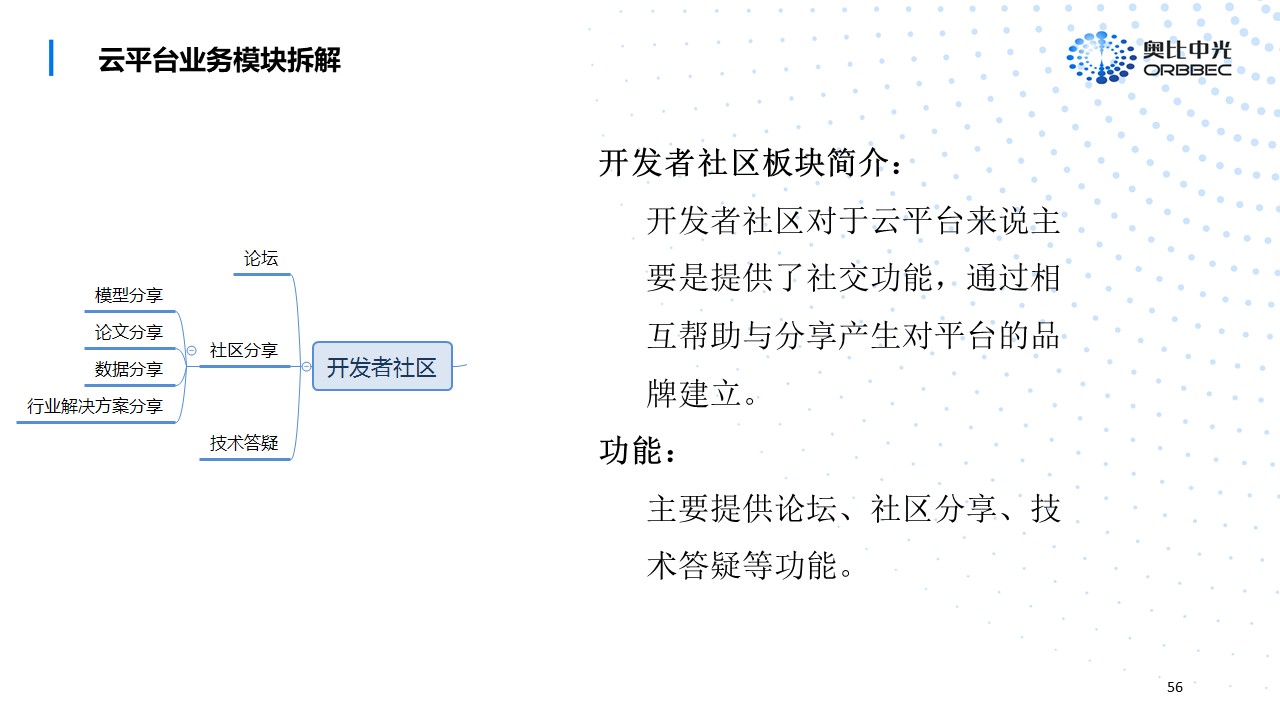 云平台业务模块拆解
奥比中光
ORBBEC
论坛
模型分享
论文分享
社区分享
数据分享
行业解决方案分享
技术答疑
开发者社区
开发者社区板块简介：
开发者社区对于云平台来说主
要是提供了社交功能，通过相
互帮助与分享产生对平台的品
牌建立。
功能：
主要提供论坛、社区分享、技
术答疑等功能。
56